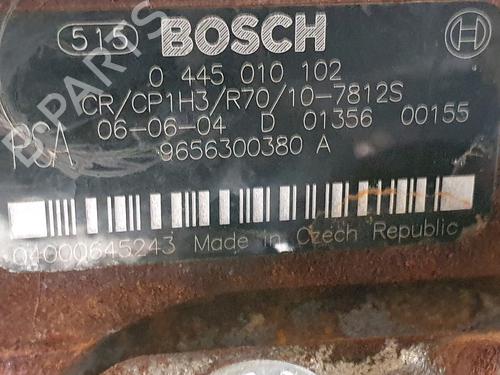 515 BOSCH
0 445 010 102
CR/CP1H3/R70/10-7812S
PSA 06-06-04 D 01356 00155
9656300380 A
04000645243 Made in Czech Republic